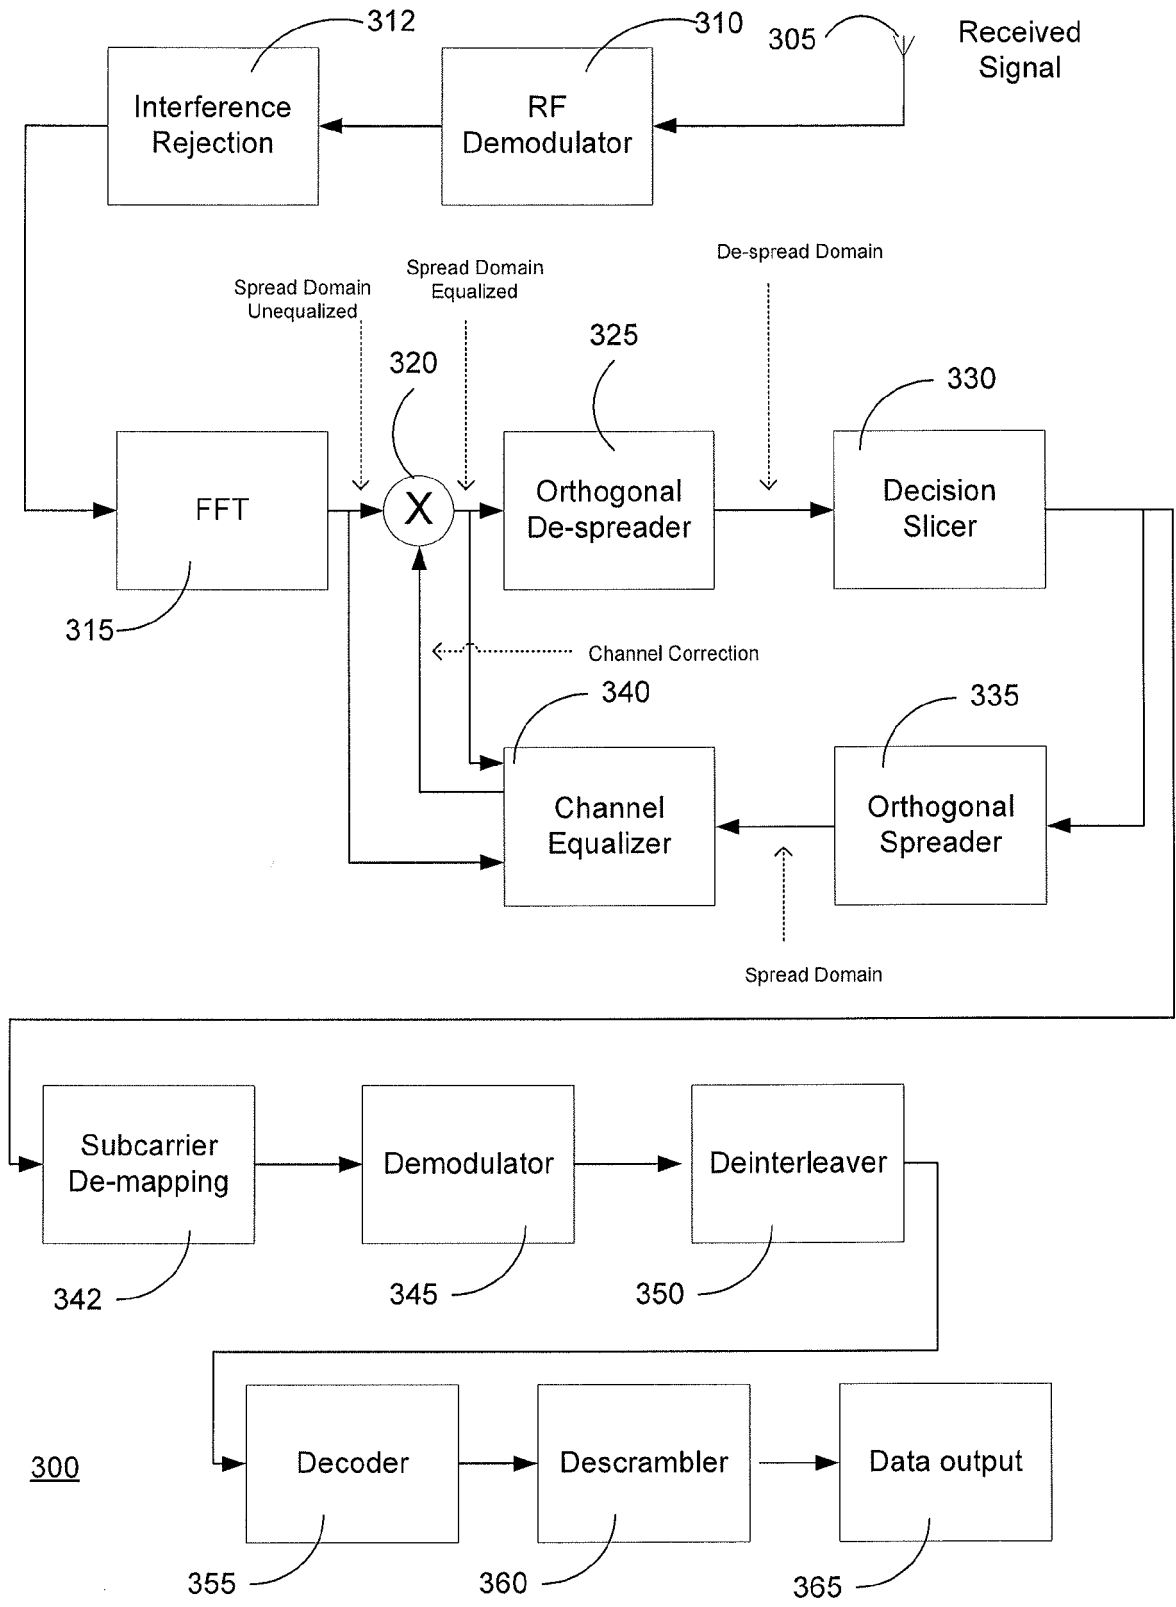 312
310
305
Received
Signal
Interference
Rejection
RF
Demodulator
De-spread Domain
Spread Domain
Equalized
Spread Domain
Unequalized
325
320
330
FFT
X
Orthogonal
De-spreader
Decision
Slicer
315
Channel Correction
340
335
Channel
Equalizer
Orthogonal
Spreader
Spread Domain
Subcarrier
De-mapping
Demodulator
Deinterleaver
342
345
350
300
Decoder
Descrambler
Data output
355
360
365